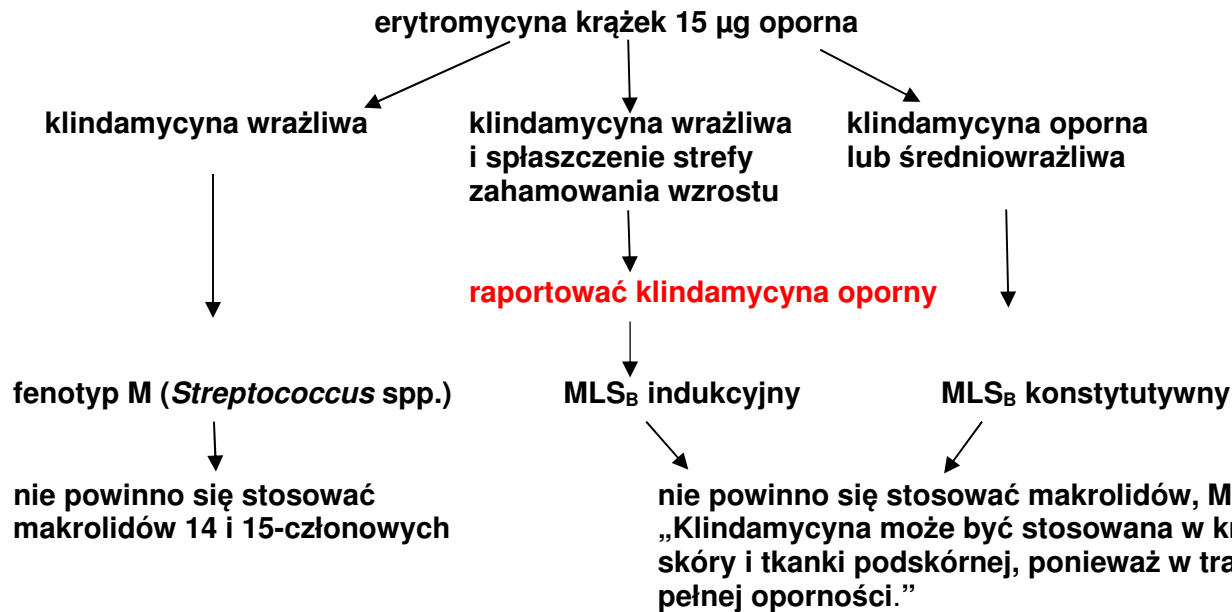 erytromycyna krążek 15 µg oporna
klindamycyna wrażliwa
klindamycyna wrażliwa
i spłaszczenie strefy
zahamowania wzrostu
klindamycyna oporna
lub średniowrażliwa
raportować klindamycyna oporny
fenotyp M (Streptococcus spp.)
MLSB indukcyjny
MLSB konstytutywny
nie powinno się stosować
makrolidów 14 i 15-członowych
nie powinno się stosować makrolidów,
„Klindamycyna może być stosowana w
skóry i tkanki podskórnej, ponieważ w
pełnej oporności.”